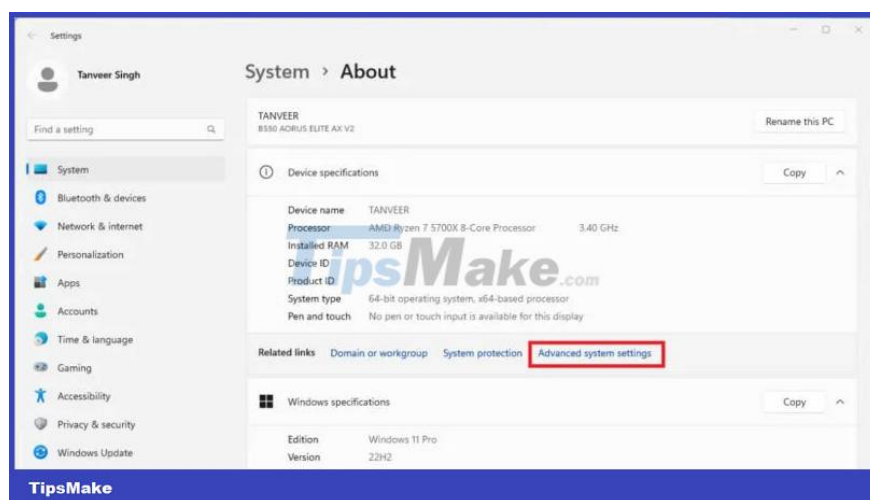 Settings
Tanveer Singh
Find a setting
System
Bluetooth & devices
Network & internet
Personalization
Apps
Accounts
Time & language
Gaming
Accessibility
Privacy & security
Windows Update
System > About
TANVEER
B550 AORUS ELITE AX V2
Rename this PC
Device specifications
Copy
Device name TANVEER
Processor AMD Ryzen 7 5700X 8-Core Processor 3.40 GHz
Installed RAM 32.0 GB
Device ID
Product ID
System type 64-bit operating system, x64-based processor
Pen and touch No pen or touch input is available for this display
TipsMake.com
Related links Domain or workgroup System protection Advanced system settings
Windows specifications
Copy
Edition Windows 11 Pro
Version 22H2
TipsMake